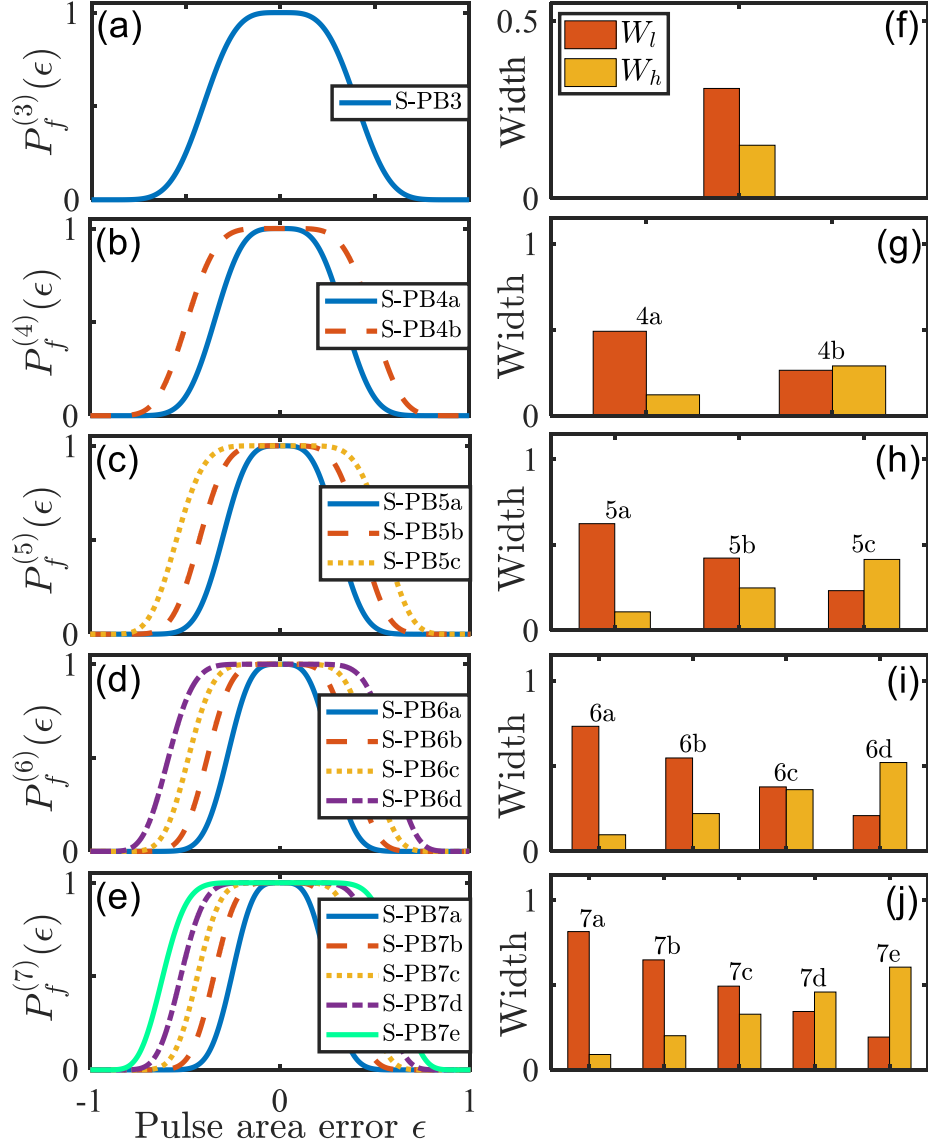 (a)
P_f^{(3)}(ϵ)
1
0
S-PB3
(f)
Width
0.5
0
W_l
W_h
(b)
P_f^{(4)}(ϵ)
1
0
S-PB4a
S-PB4b
(g)
Width
1
0
4a
4b
(c)
P_f^{(5)}(ϵ)
1
0
S-PB5a
S-PB5b
S-PB5c
(h)
Width
1
0
5a
5b
5c
(d)
P_f^{(6)}(ϵ)
1
0
S-PB6a
S-PB6b
S-PB6c
S-PB6d
(i)
Width
1
0
6a
6b
6c
6d
(e)
P_f^{(7)}(ϵ)
1
0
S-PB7a
S-PB7b
S-PB7c
S-PB7d
S-PB7e
-1
0
1
Pulse area error ϵ
(j)
Width
1
0
7a
7b
7c
7d
7e